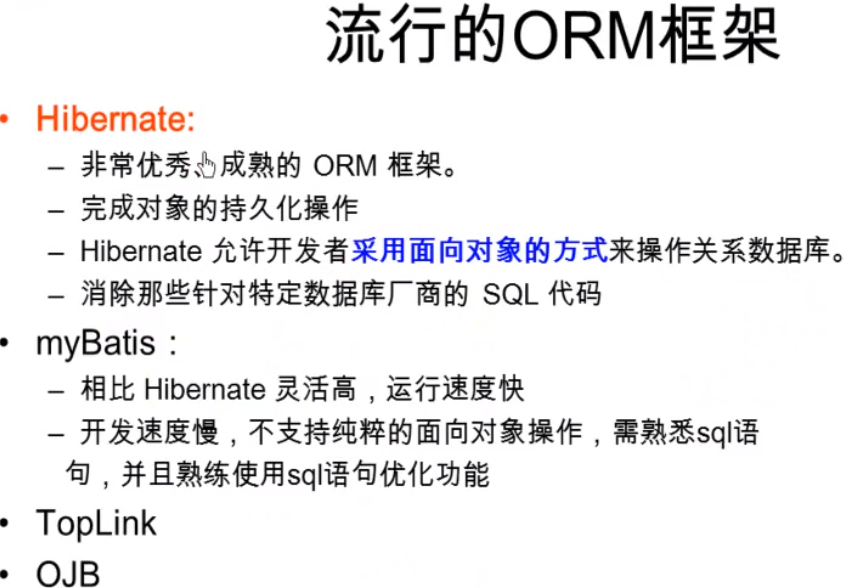 流行的ORM框架
• Hibernate:
– 非常优秀、成熟的 ORM 框架。
– 完成对象的持久化操作
– Hibernate 允许开发者采用面向对象的方式来操作关系数据库。
– 消除那些针对特定数据库厂商的 SQL 代码
• myBatis：
– 相比 Hibernate 灵活高，运行速度快
– 开发速度慢，不支持纯粹的面向对象操作，需熟悉sql语
句，并且熟练使用sql语句优化功能
• TopLink
• OJB